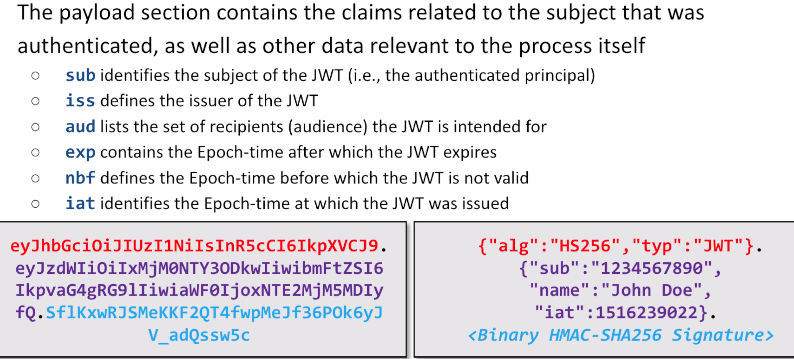 The payload section contains the claims related to the subject that was
authenticated, as well as other data relevant to the process itself
○ sub identifies the subject of the JWT (i.e., the authenticated principal)
○ iss defines the issuer of the JWT
○ aud lists the set of recipients (audience) the JWT is intended for
○ exp contains the Epoch-time after which the JWT expires
○ nbf defines the Epoch-time before which the JWT is not valid
○ iat identifies the Epoch-time at which the JWT was issued
eyJhbGciOiJIUzI1NiIsInR5cCI6IkpXVCJ9.
eyJzdWIiOiIxMjM0NTY3ODkwIiwibmFtZSI6
IkpvaG4gRG9lIiwiaWF0IjoxNTE2MjM5MDIy
fQ.SflKxwRJSMeKKF2QT4fwpMeJf36POk6yJ
V_adQssw5c
{"alg":"HS256","typ":"JWT"}.
{"sub":"1234567890",
"name":"John Doe",
"iat":1516239022}.
<Binary HMAC-SHA256 Signature>